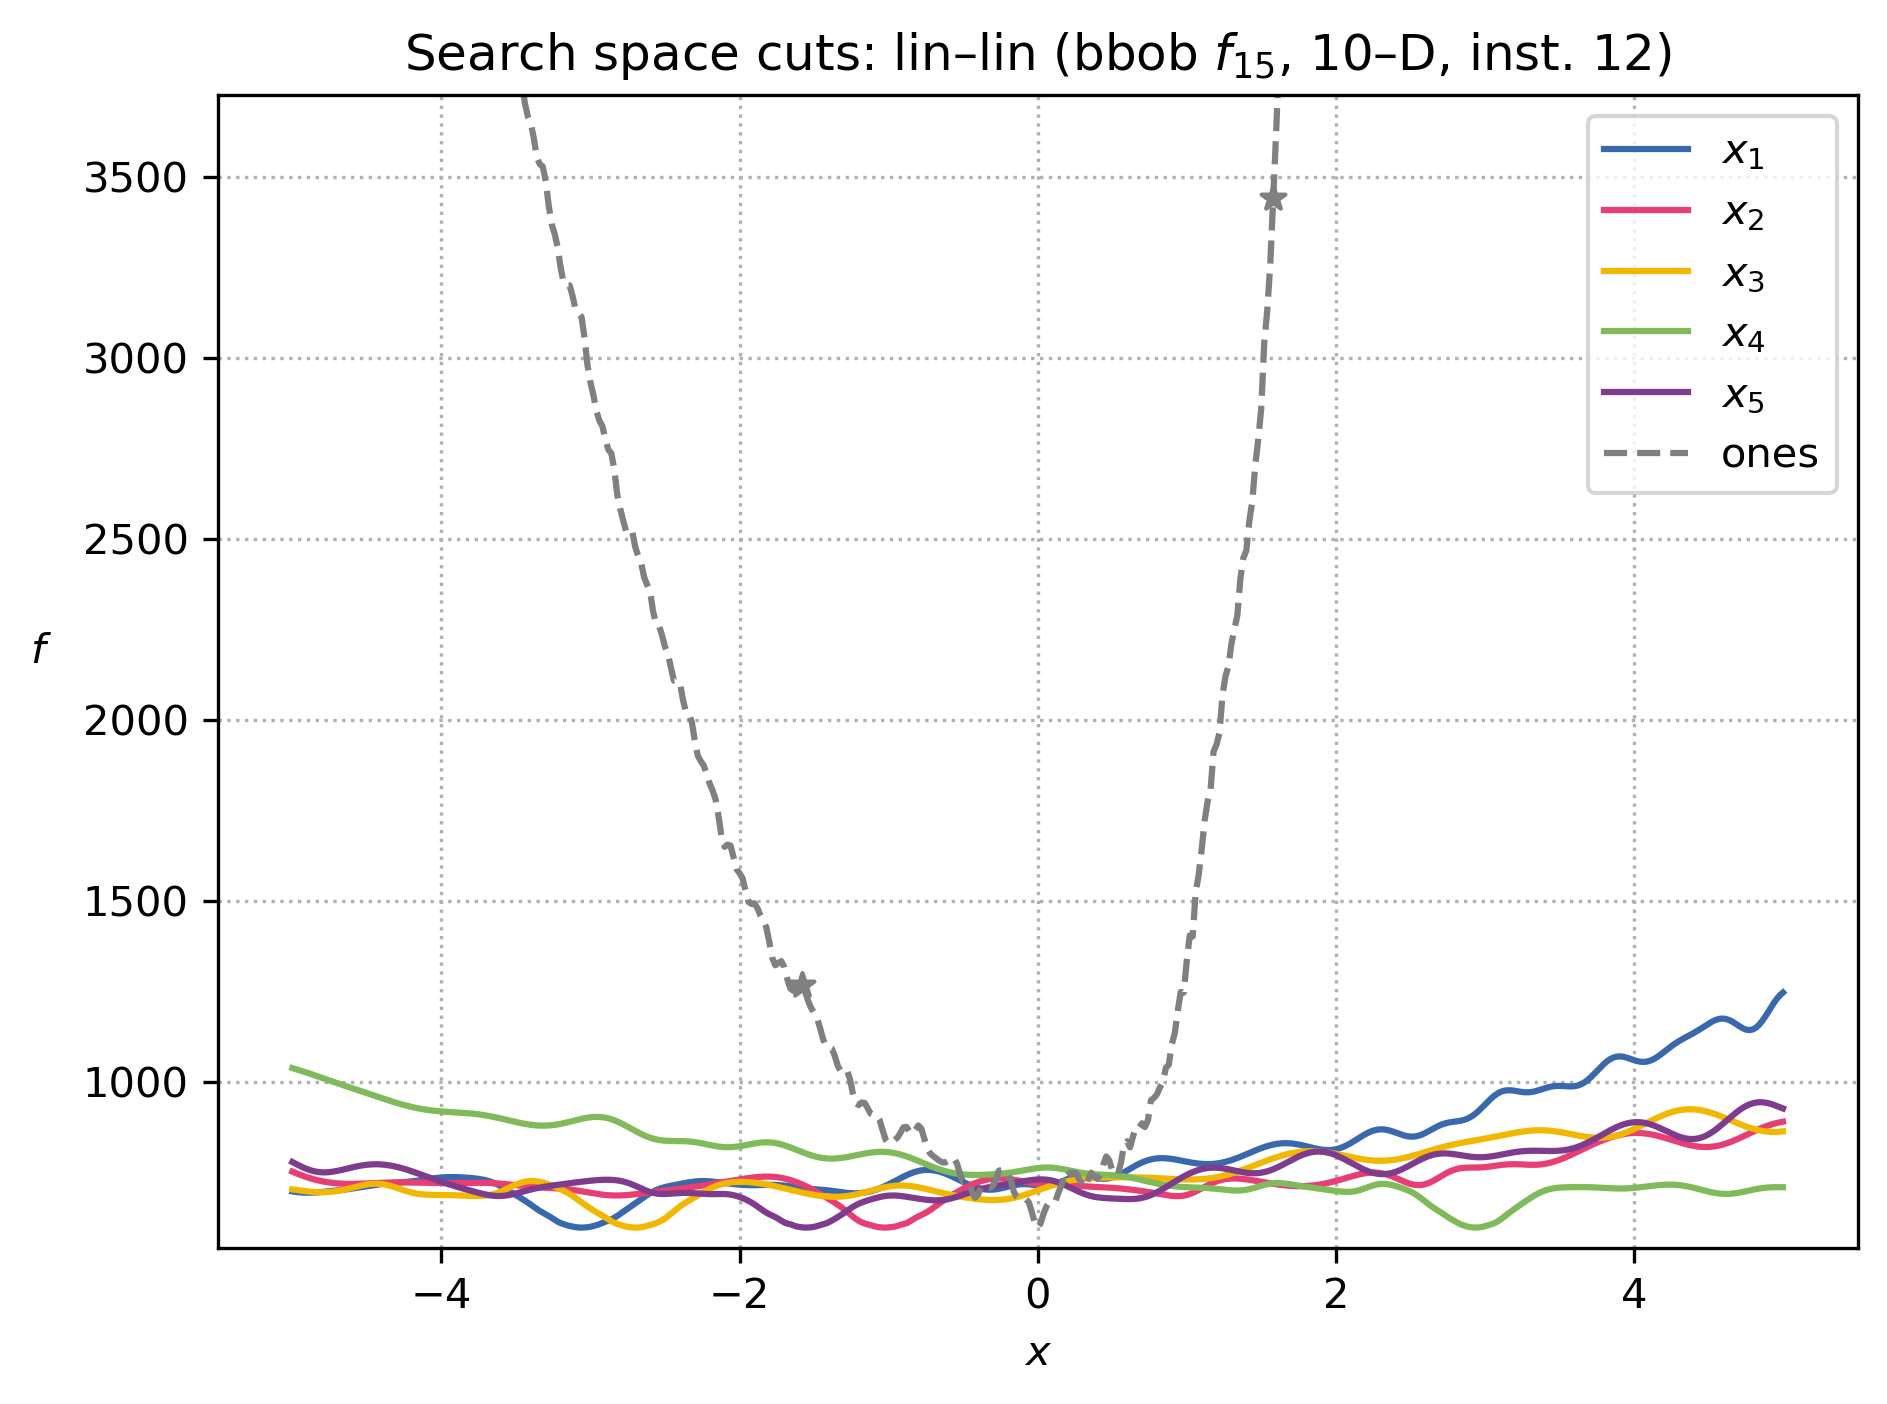 Search space cuts: lin–lin (bbob f₁₅, 10–D, inst. 12)
3500
3000
2500
2000
1500
1000
f
−4
−2
0
2
4
x
x₁
x₂
x₃
x₄
x₅
ones